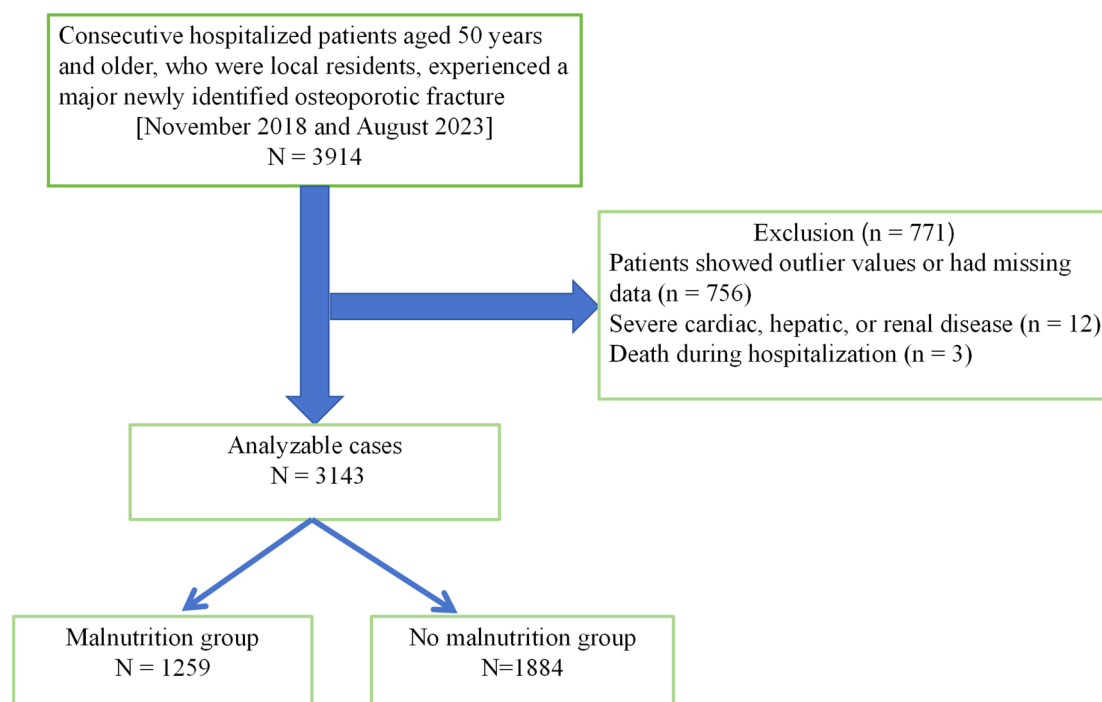 Consecutive hospitalized patients aged 50 years
and older, who were local residents, experienced a
major newly identified osteoporotic fracture
[November 2018 and August 2023]
N = 3914
Exclusion (n = 771)
Patients showed outlier values or had missing
data (n = 756)
Severe cardiac, hepatic, or renal disease (n = 12)
Death during hospitalization (n = 3)
Analyzable cases
N = 3143
Malnutrition group
N = 1259
No malnutrition group
N=1884